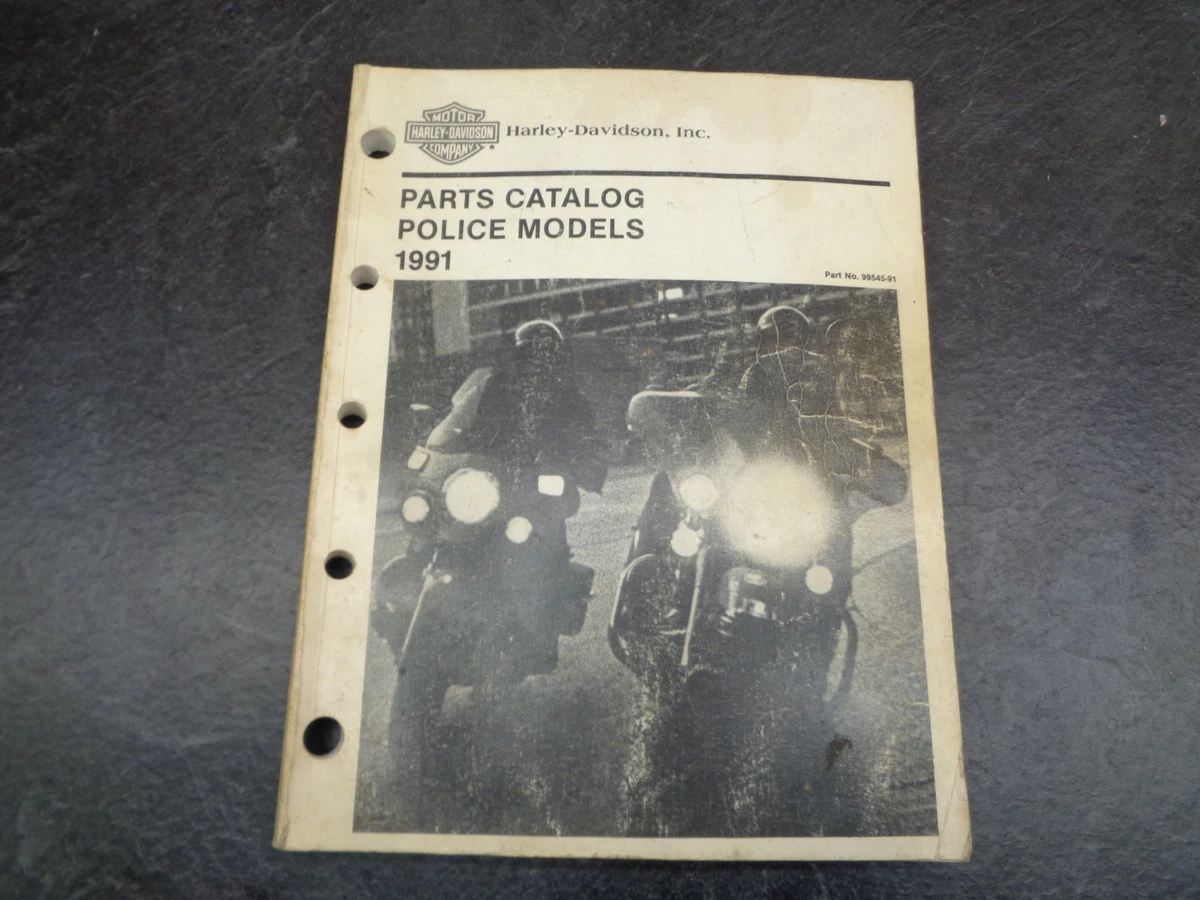 MOTOR
HARLEY-DAVIDSON
COMPANY
Harley-Davidson, Inc.
PARTS CATALOG
POLICE MODELS
1991
Part No. 99545-91